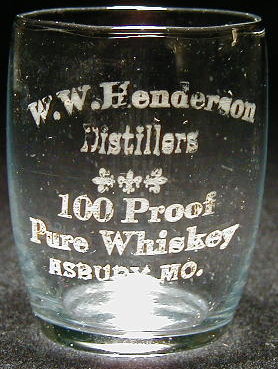 W.W. Henderson
Distillers
100 Proof
Pure Whiskey
ASBURY, MO.